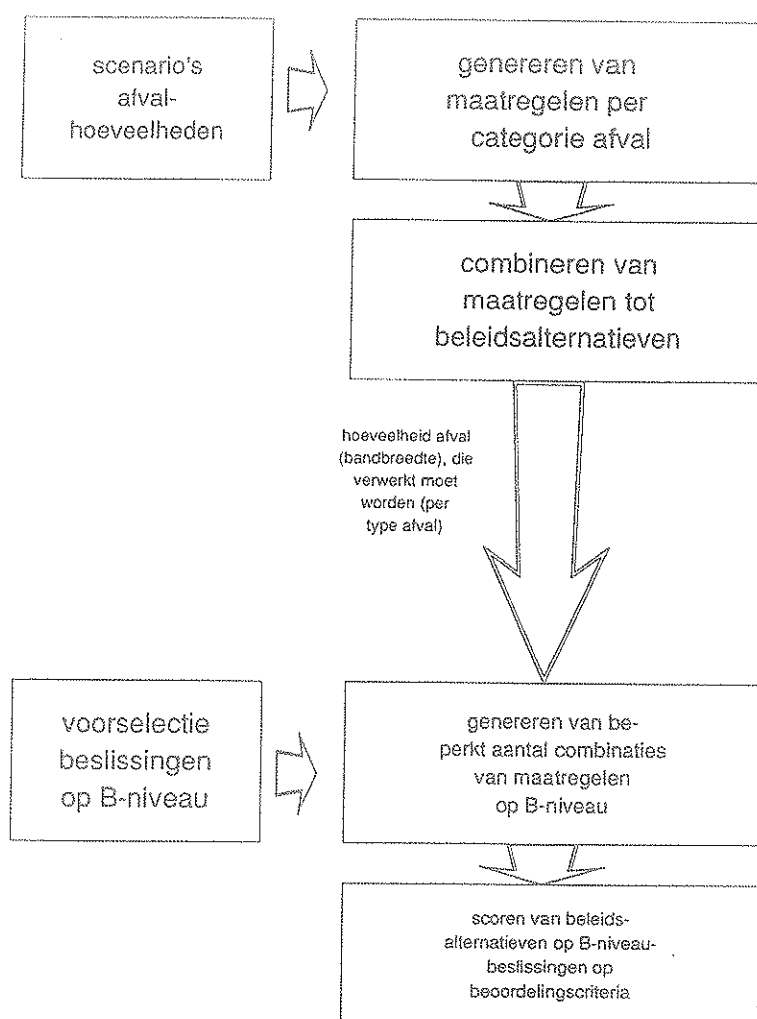 scenario's
afval-
hoeveelheden
genereren van
maatregelen per
categorie afval
combineren van
maatregelen tot
beleidsalternatieven
hoeveelheid afval
(bandbreedte), die
verwerkt moet
worden (per
type afval)
voorselectie
beslissingen
op B-niveau
genereren van be-
perkt aantal combinaties
van maatregelen
op B-niveau
scoren van beleids-
alternatieven op B-niveau-
beslissingen op
beoordelingscriteria